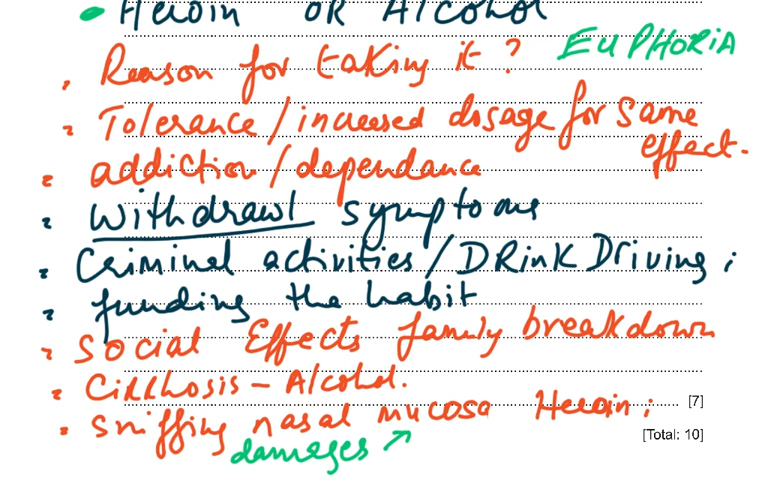 • Heroin OR Alcohol
, Reason for taking it ? EUPHORIA
, Tolerance/increased dosage for same
effect.
, addiction/dependance
, Withdrawl symptoms
, Criminal activities/DRink Driving ;
, funding the habit
, Social Effects family breakdown
, Cirrhosis - Alcohol.
, Sniffing nasal mucosa Heroin ; [7]
damages ↗
[Total: 10]